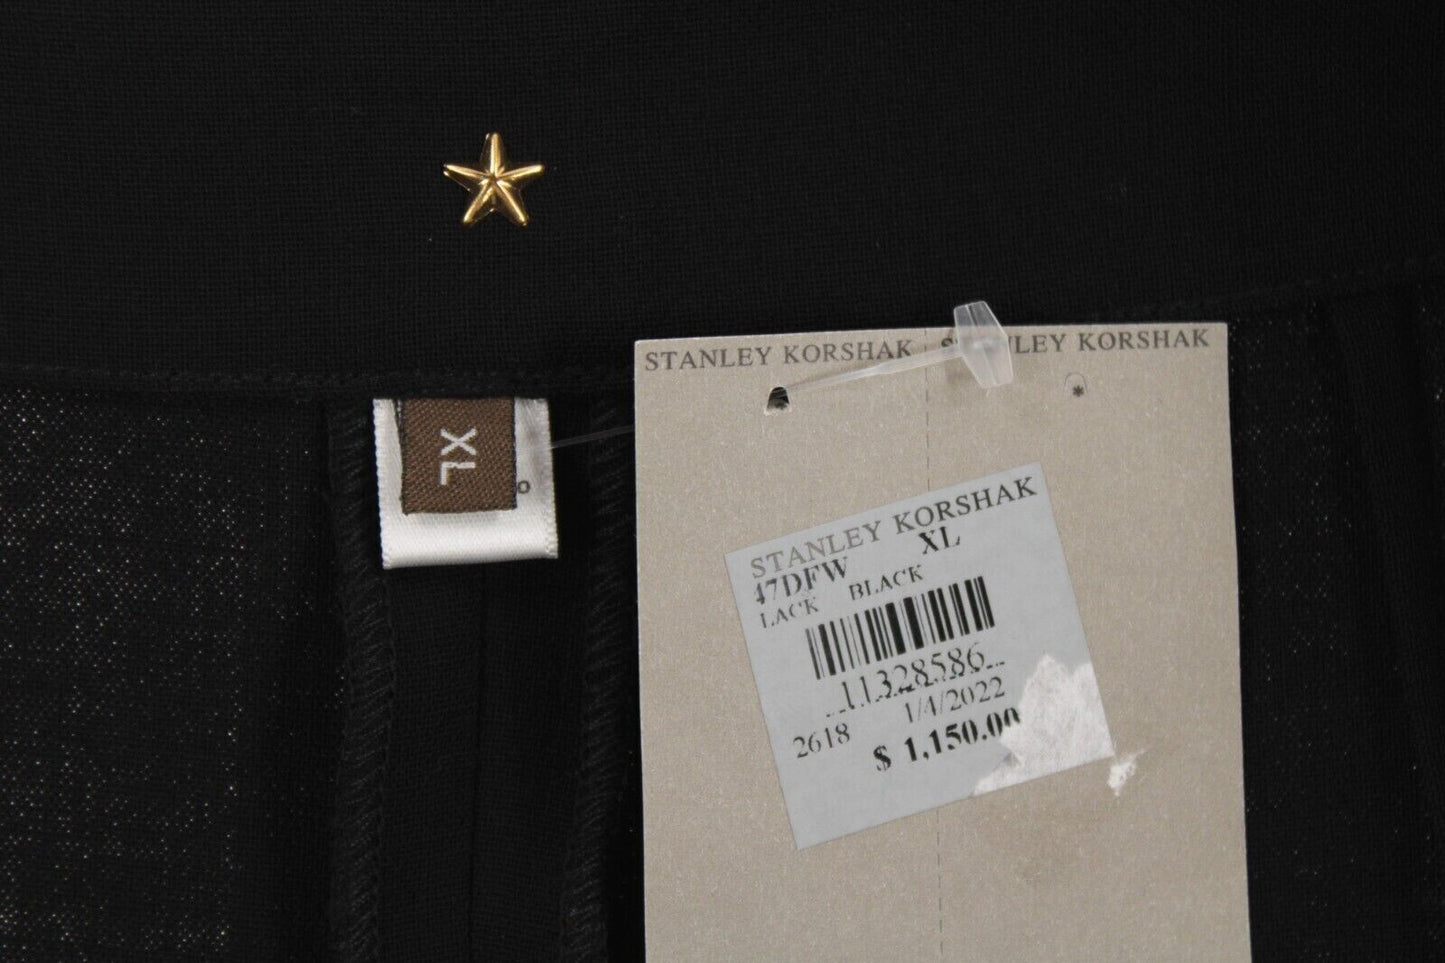 STANLEY KORSHAK STANLEY KORSHAK
XL
STANLEY KORSHAK
47DFW XL
LACK BLACK
11328586
1/4/2022
2618
$ 1,150.00